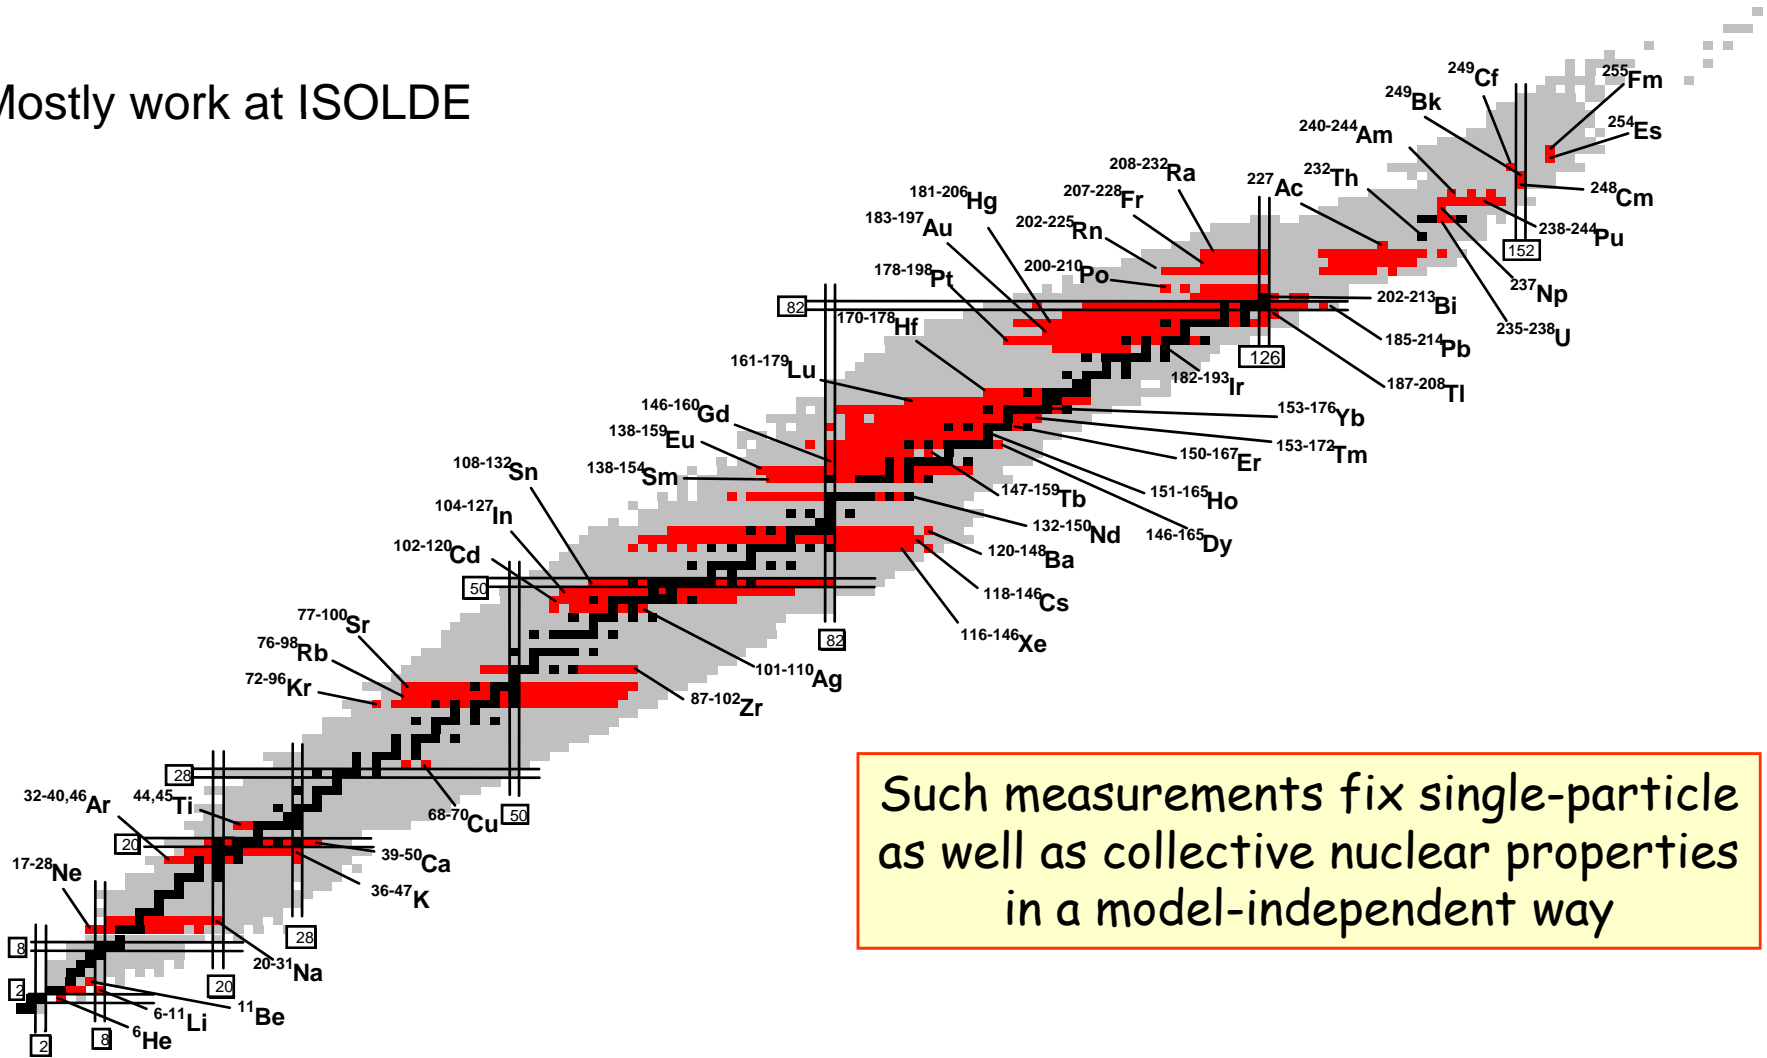 Mostly work at ISOLDE
249Cf
255Fm
249Bk
254Es
240-244Am
208-232Ra
232Th
227Ac
181-206Hg
207-228Fr
248Cm
183-197Au
202-225Rn
238-244Pu
152
178-198Pt
200-210Po
237Np
82
202-213Bi
170-178Hf
235-238U
185-214Pb
126
161-179Lu
182-193Ir
187-208Tl
146-160Gd
153-176Yb
138-159Eu
153-172Tm
108-132Sn
138-154Sm
150-167Er
147-159Tb
151-165Ho
104-127In
132-150Nd
146-165Dy
102-120Cd
120-148Ba
50
118-146Cs
77-100Sr
82
116-146Xe
76-98Rb
101-110Ag
72-96Kr
87-102Zr
28
Such measurements fix single-particle
as well as collective nuclear properties
in a model-independent way
32-40,46Ar
44,45Ti
68-70Cu
50
20
39-50Ca
17-28Ne
36-47K
28
8
20-31Na
20
2
11Be
6-11Li
6He
8
2